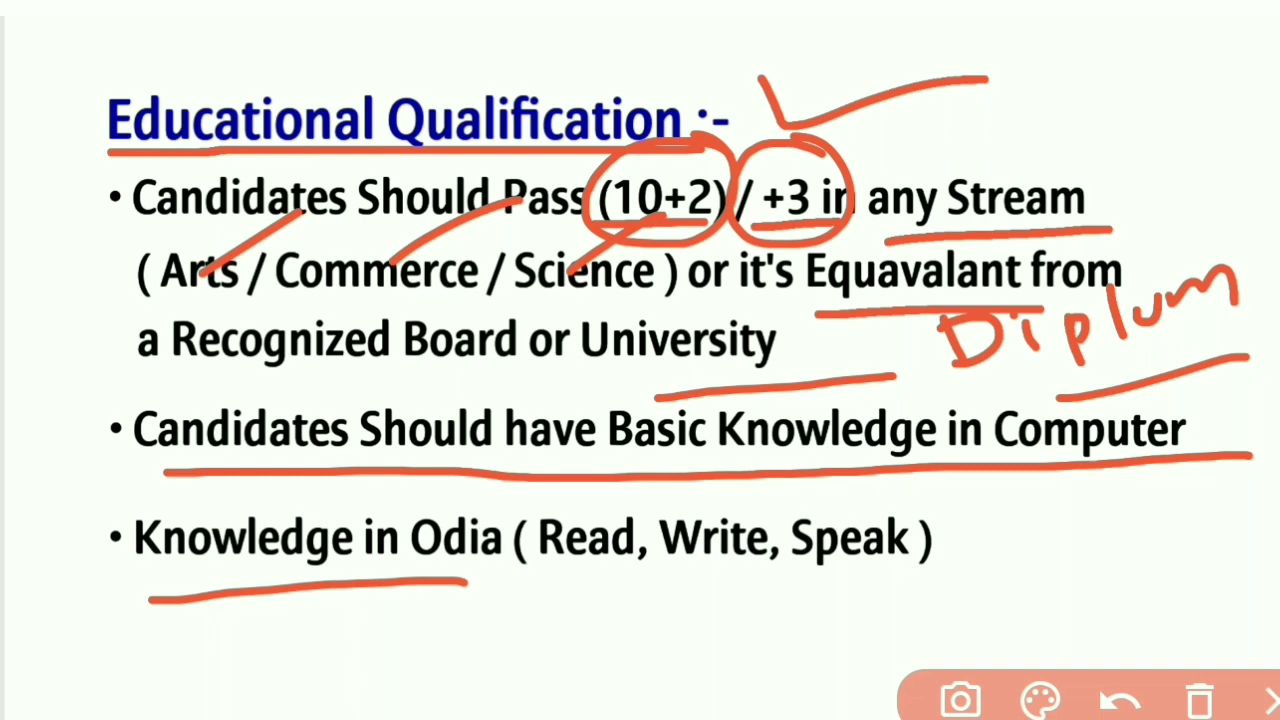 Educational Qualification :-
• Candidates Should Pass (10+2) / +3 in any Stream
( Arts / Commerce / Science ) or it's Equavalant from
Diplum
a Recognized Board or University
• Candidates Should have Basic Knowledge in Computer
• Knowledge in Odia ( Read, Write, Speak )